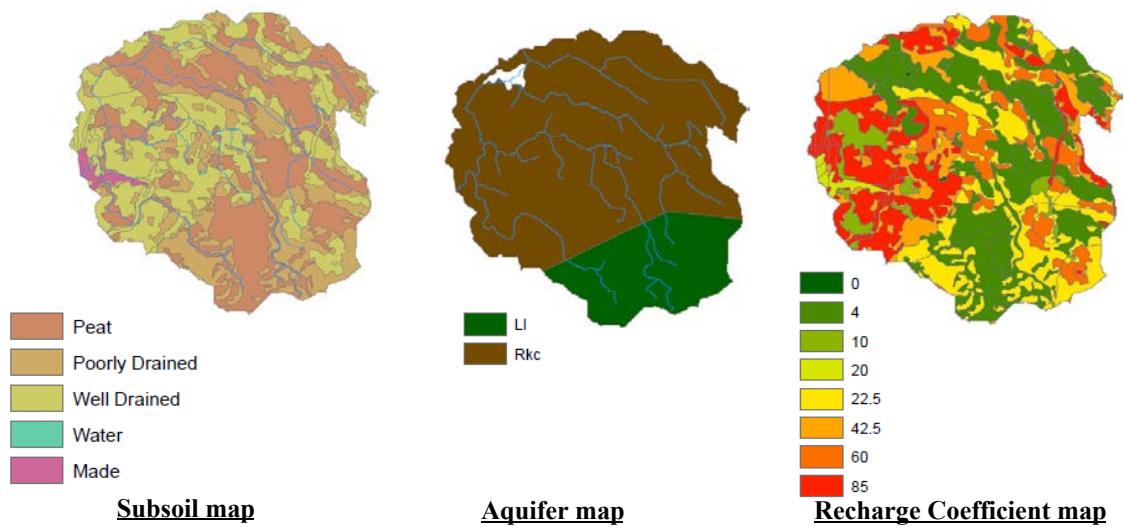 Peat
Poorly Drained
Well Drained
Water
Made
Subsoil map
Ll
Rkc
Aquifer map
0
4
10
20
22.5
42.5
60
85
Recharge Coefficient map